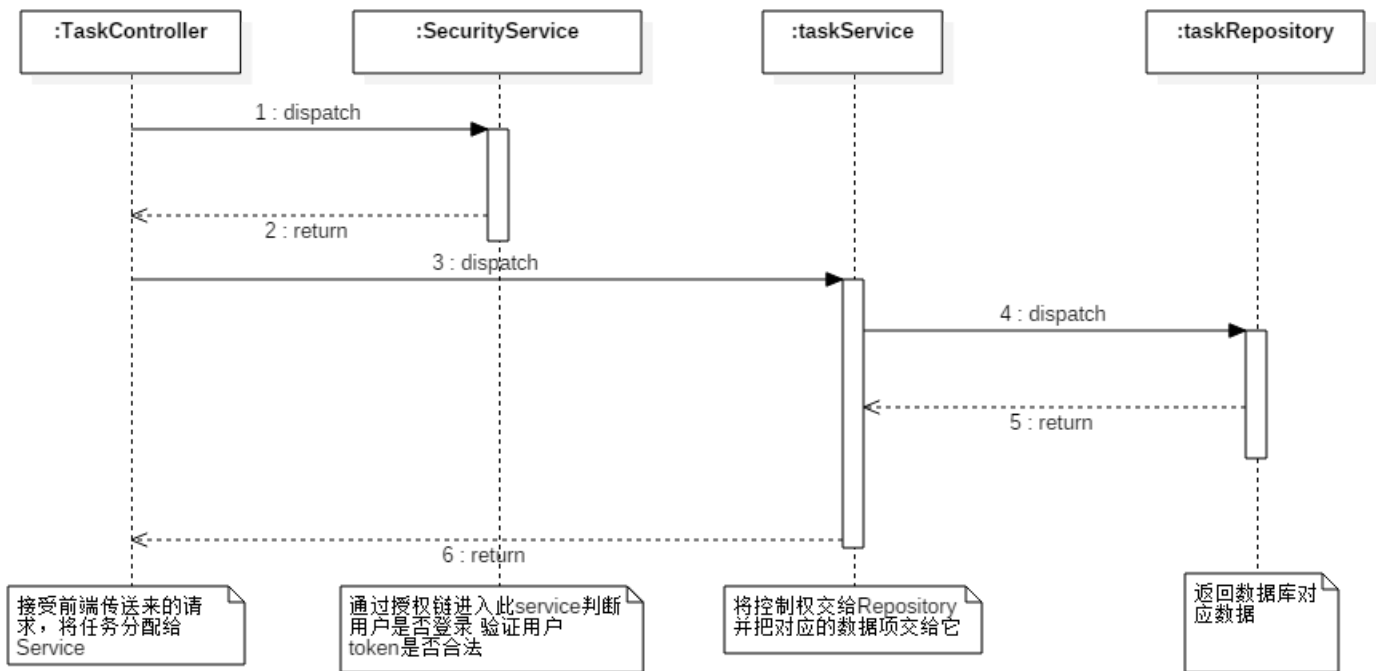 :TaskController
:SecurityService
:taskService
:taskRepository
1 : dispatch
2 : return
3 : dispatch
4 : dispatch
5 : return
6 : return
接受前端传送来的请
求，将任务分配给
Service
通过授权链进入此service判断
用户是否登录 验证用户
token是否合法
将控制权交给Repository
并把对应的数据项交给它
返回数据库对
应数据